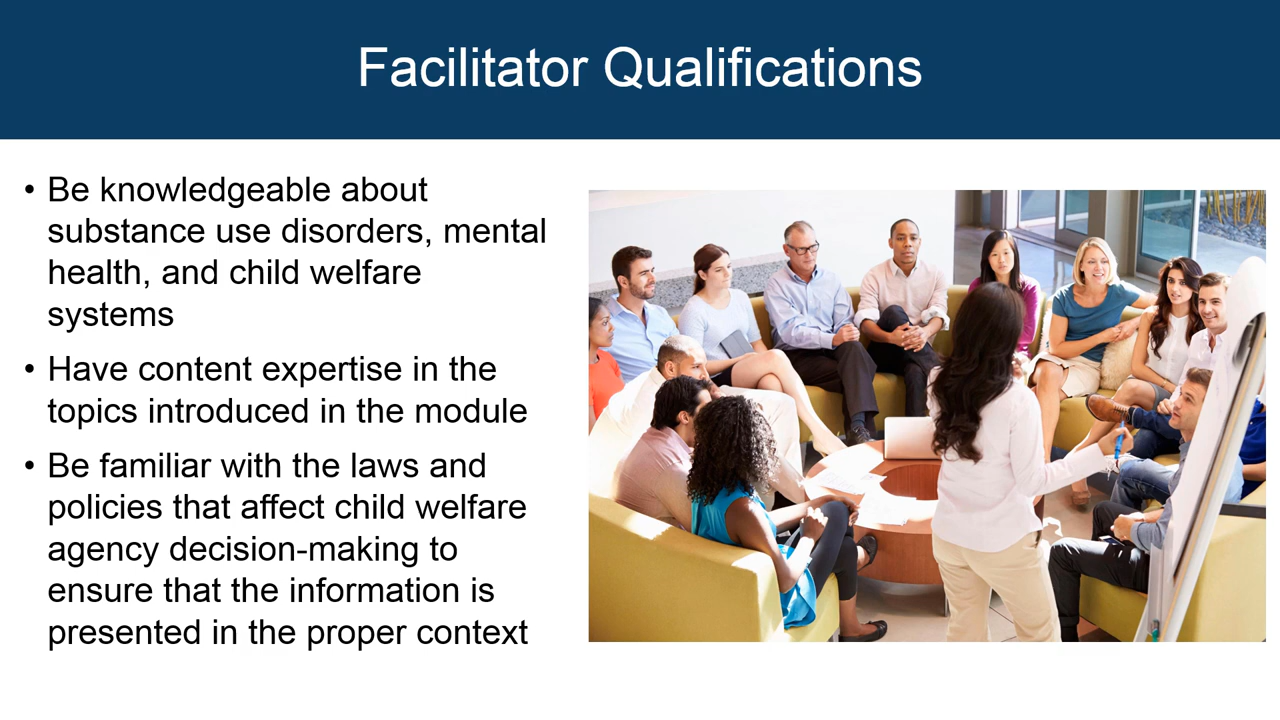 Facilitator Qualifications
• Be knowledgeable about
substance use disorders, mental
health, and child welfare
systems
• Have content expertise in the
topics introduced in the module
• Be familiar with the laws and
policies that affect child welfare
agency decision-making to
ensure that the information is
presented in the proper context